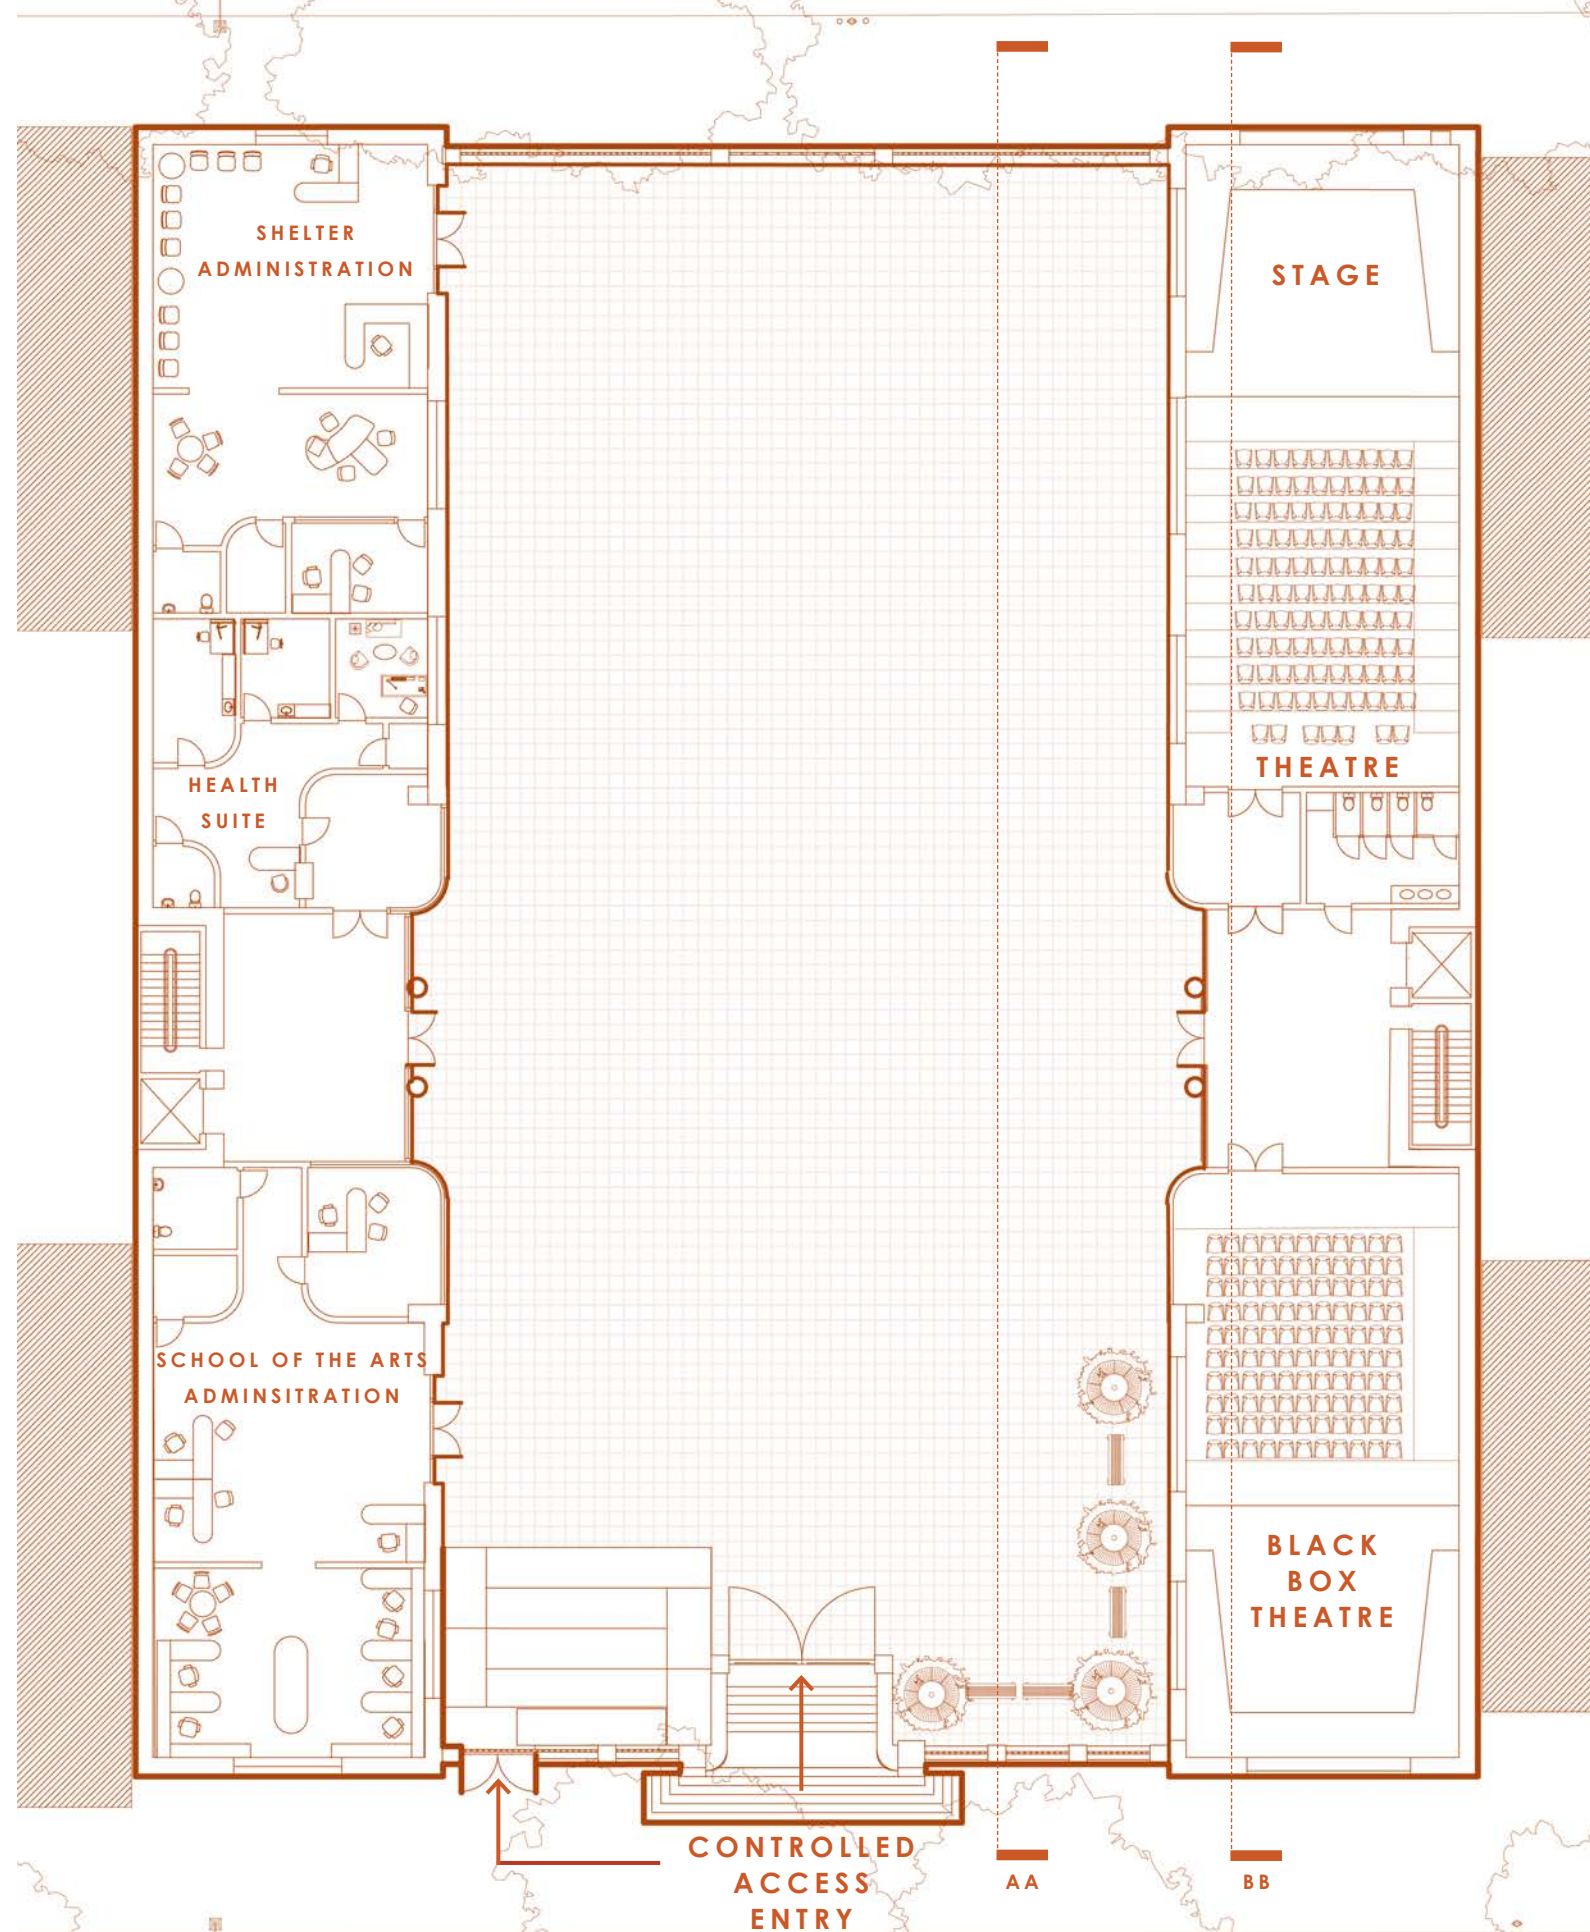 SHELTER
ADMINISTRATION
STAGE
THEATRE
HEALTH
SUITE
SCHOOL OF THE ARTS
ADMINSITRATION
BLACK
BOX
THEATRE
CONTROLLED
ACCESS
ENTRY
AA
BB